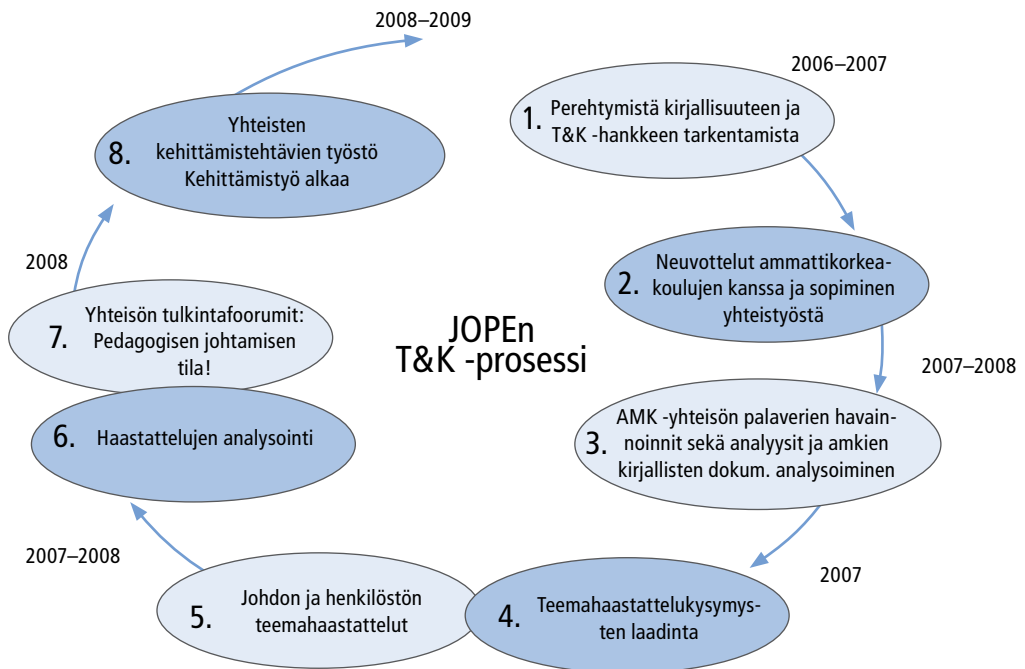 2008–2009
2006–2007
1. Perehtymistä kirjallisuuteen ja
T&K -hankkeen tarkentamista
2. Neuvottelut ammattikorkea-
koulujen kanssa ja sopiminen
yhteistyöstä
2007–2008
3. AMK -yhteisön palaverien havain-
noinnit sekä analyysit ja amkien
kirjallisten dokum. analysoiminen
2007
4. Teemahaastattelukysymys-
ten laadinta
5. Johdon ja henkilöstön
teemahaastattelut
2007–2008
6. Haastattelujen analysointi
7. Yhteisön tulkintafoorumit:
Pedagogisen johtamisen
tila!
2008
8. Yhteisten
kehittämistehtävien työstö
Kehittämistyö alkaa
JOPEn
T&K -prosessi